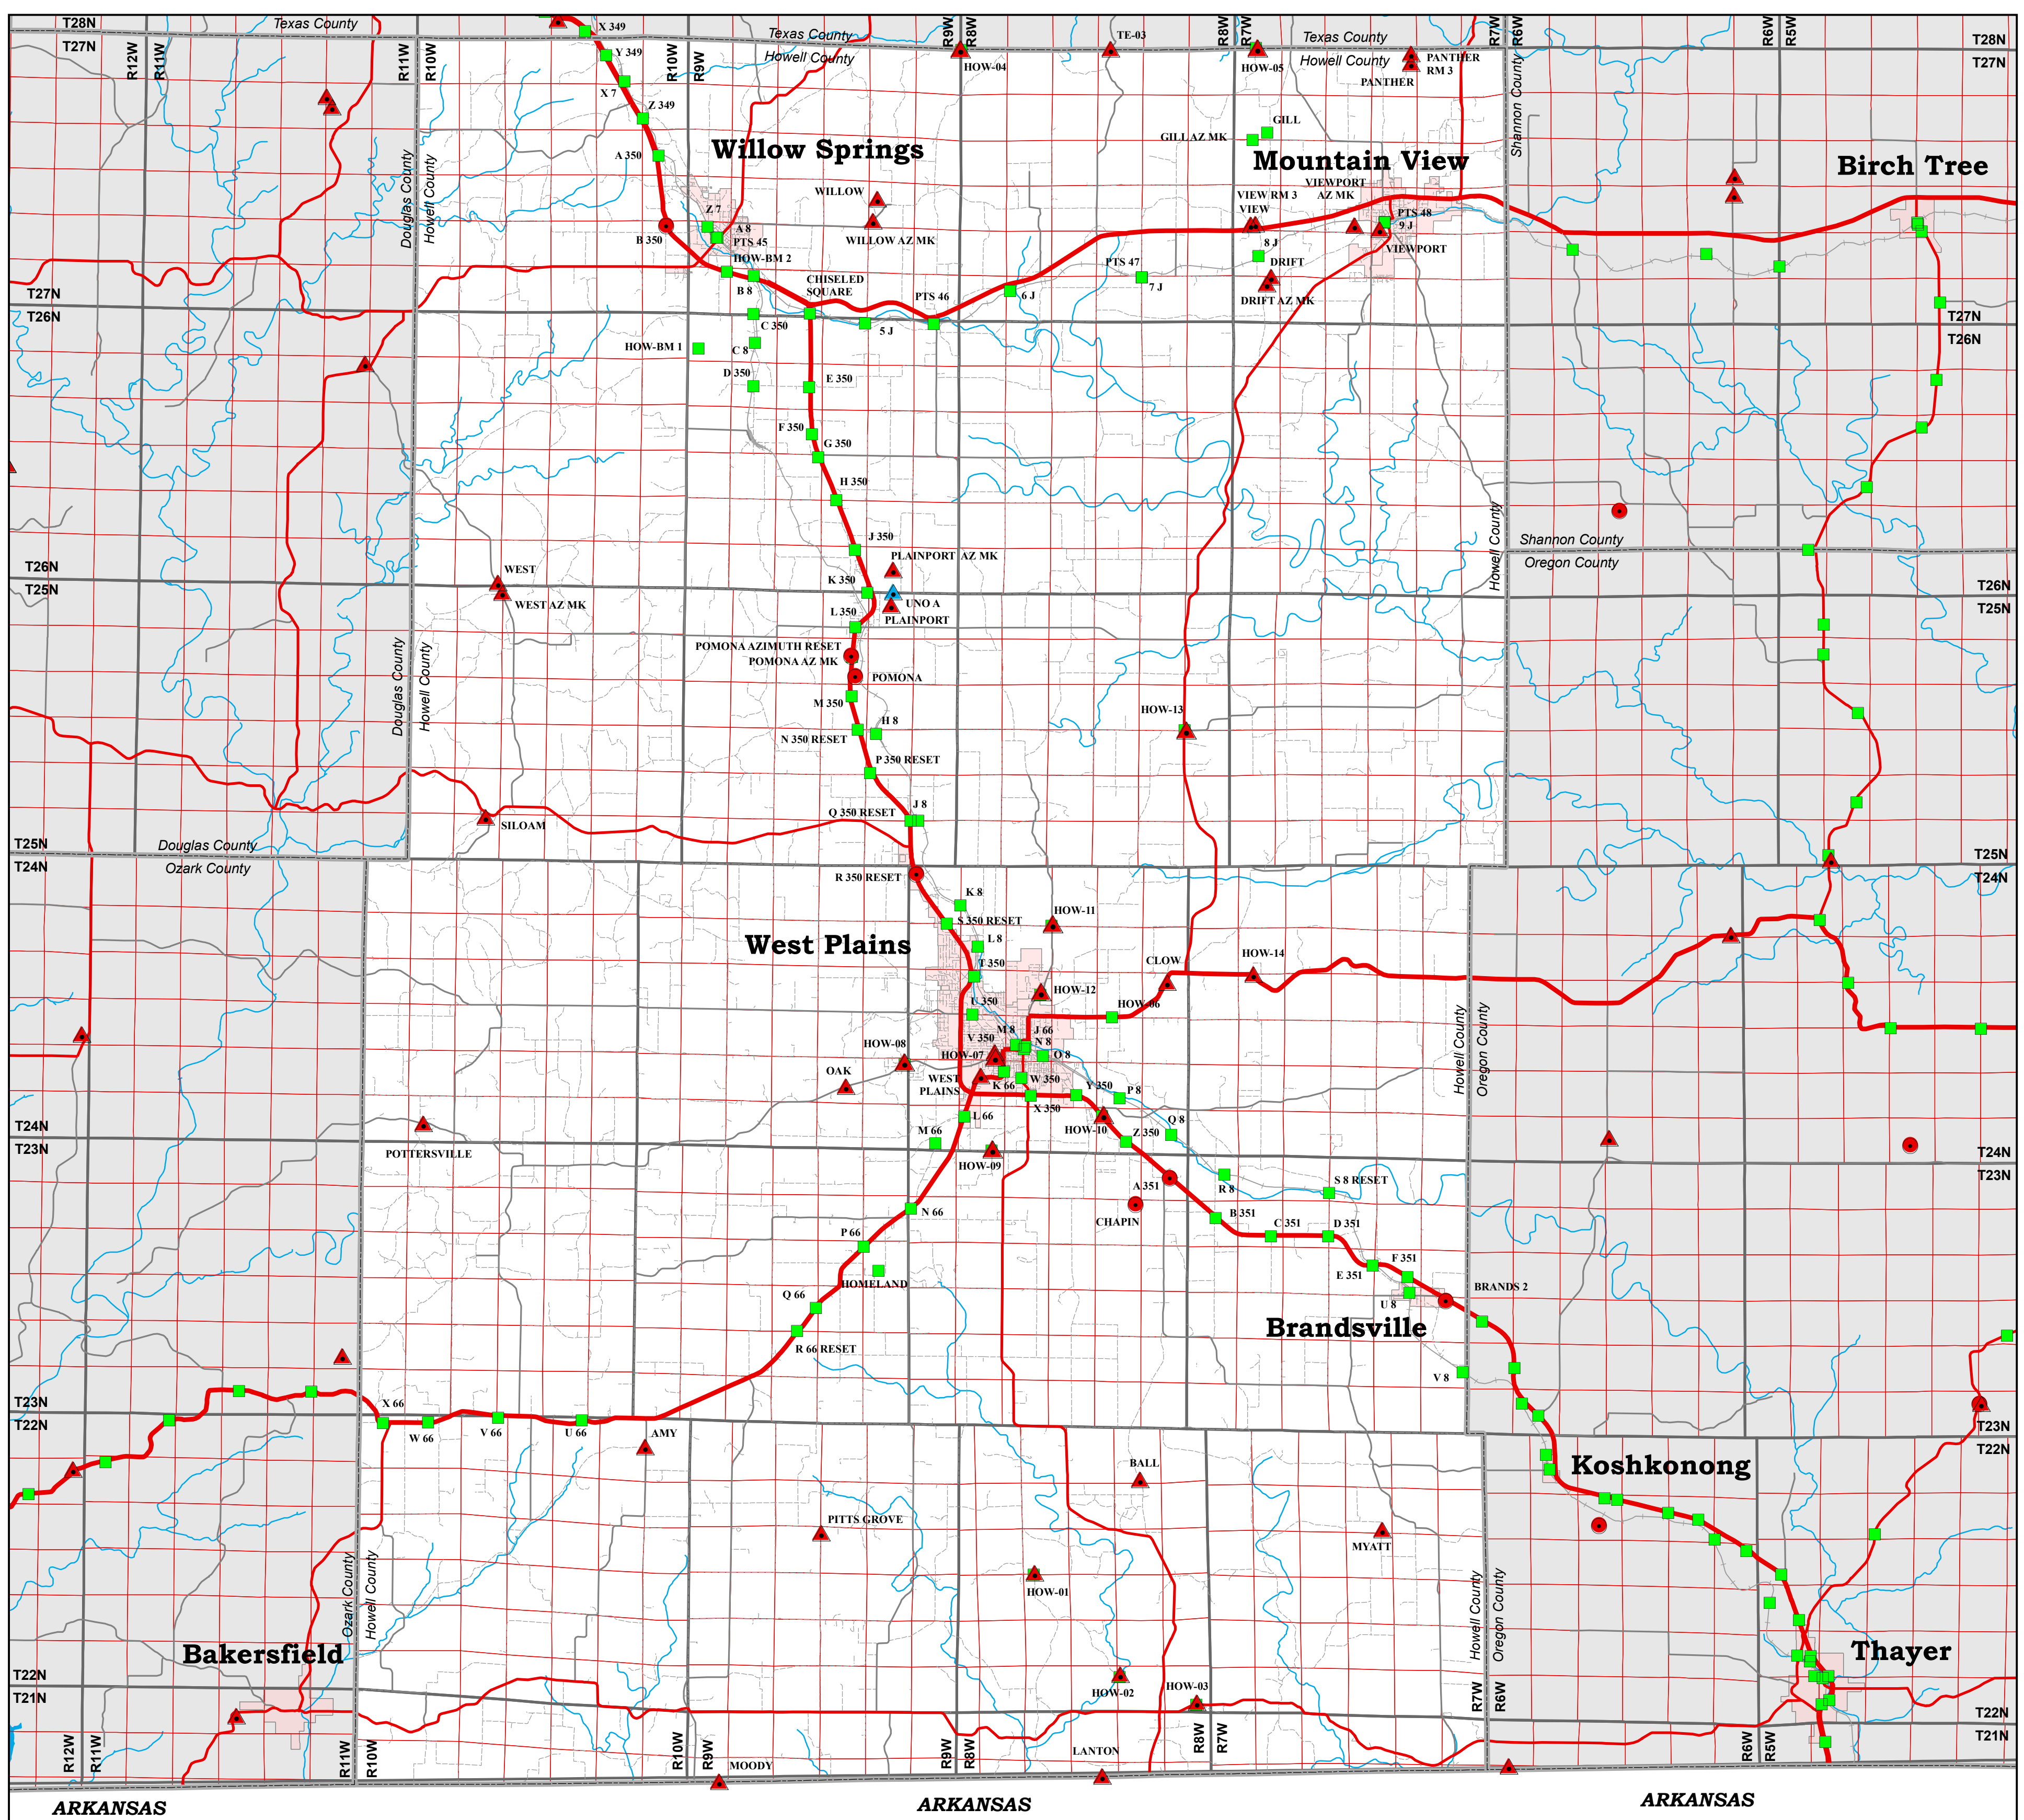 T28N
Texas County
X 349
Texas County
R9W
R8W
TE-03
R8W
R7W
Texas County
R7W
R6W
R6W
R5W
T28N
T27N
R12W
R11W
R11W
R10W
Y 349
R10W
R9W
Howell County
HOW-04
HOW-05
Howell County
PANTHER
RM 3
PANTHER
Shannon County
T27N
X 7
Z 349
GILL
GILL AZ MK
A 350
Willow Springs
Mountain View
Birch Tree
Douglas County
Howell County
WILLOW
VIEWPORT
AZ MK
VIEW RM 3
VIEW
Z 7
A 8
PTS 45
B 350
WILLOW AZ MK
PTS 48
9 J
VIEWPORT
8 J
DRIFT
DRIFT AZ MK
HOW-BM 2
B 8
CHISELED
SQUARE
PTS 46
6 J
PTS 47
7 J
T27N
T26N
T27N
T26N
C 350
5 J
HOW-BM 1
C 8
D 350
E 350
F 350
G 350
H 350
J 350
Howell County
Shannon County
Oregon County
PLAINPORT AZ MK
T26N
T25N
WEST
WEST AZ MK
K 350
UNO A
PLAINPORT
L 350
T26N
T25N
Douglas County
Howell County
POMONA AZIMUTH RESET
POMONA AZ MK
POMONA
M 350
H 8
N 350 RESET
HOW-13
P 350 RESET
J 8
Q 350 RESET
SILOAM
T25N
T24N
Douglas County
Ozark County
T25N
T24N
R 350 RESET
K 8
S 350 RESET
HOW-11
West Plains
L 8
T 350
CLOW
HOW-14
HOW-12
U 350
HOW-06
Howell County
Oregon County
M 8
J 66
V 350
N 8
HOW-08
HOW-07
O 8
OAK
WEST
PLAINS
K 66
W 350
Y 350
P 8
X 350
L 66
HOW-10
Q 8
Z 350
M 66
T24N
T23N
POTTERSVILLE
HOW-09
T24N
T23N
A 351
R 8
S 8 RESET
CHAPIN
N 66
B 351
C 351
D 351
P 66
F 351
E 351
HOMELAND
BRANDS 2
Q 66
U 8
Brandsville
R 66 RESET
V 8
T23N
T22N
X 66
W 66
V 66
U 66
AMY
T23N
T22N
BALL
Koshkonong
PITTS GROVE
MYATT
Ozark County
Howell County
HOW-01
Howell County
Oregon County
Bakersfield
Thayer
T22N
T21N
HOW-02
HOW-03
R7W
R6W
T22N
T21N
R12W
R11W
R11W
R10W
R10W
R9W
R9W
R8W
R8W
R7W
R6W
R5W
MOODY
LANTON
ARKANSAS
ARKANSAS
ARKANSAS